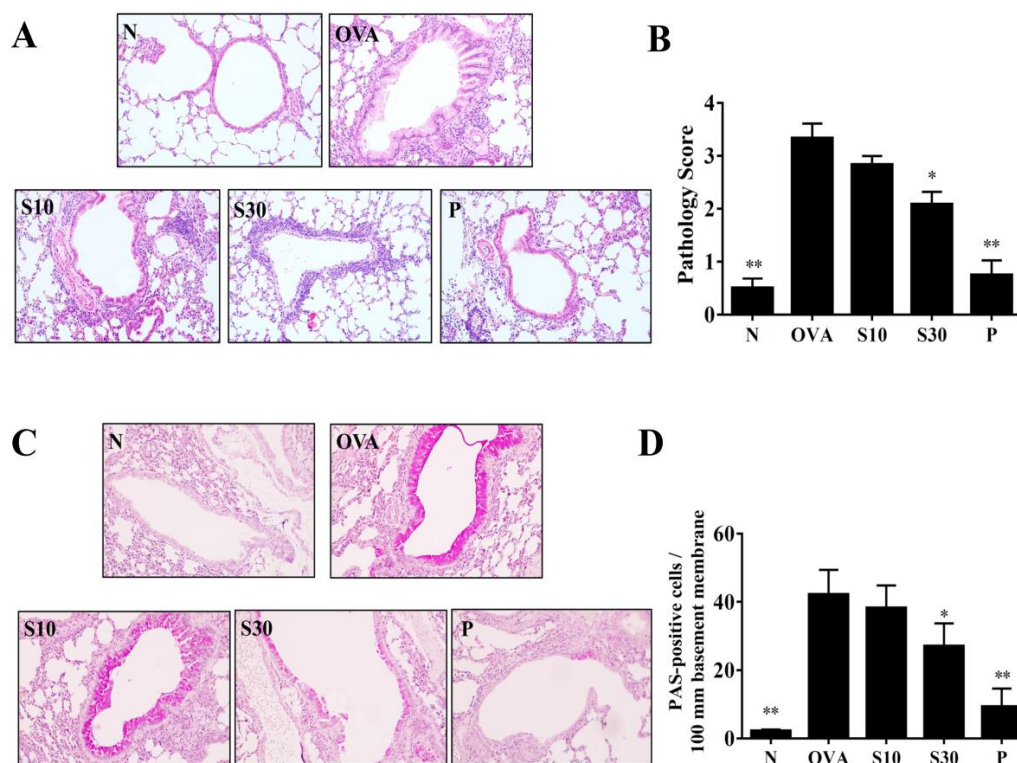 A
N
OVA
S10
S30
P
B
Pathology Score
4
3
2
1
0
**
*
**
N OVA S10 S30 P
C
N
OVA
S10
S30
P
D
PAS-positive cells /
100 mm basement membrane
60
40
20
0
**
*
**
N OVA S10 S30 P